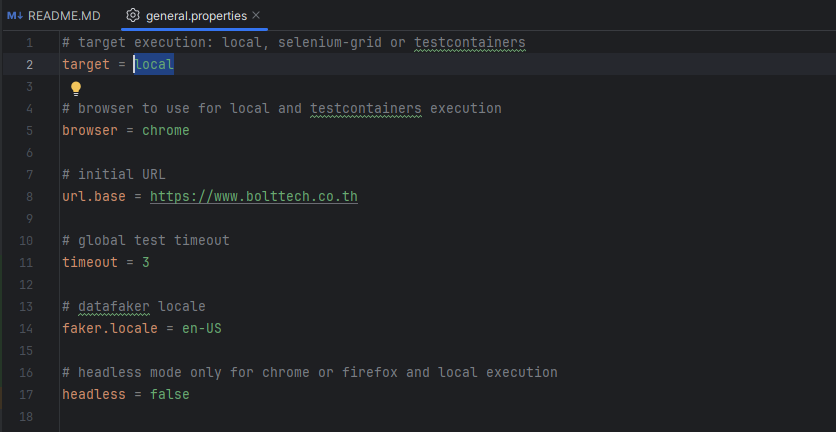 README.MD general.properties
1 # target execution: local, selenium-grid or testcontainers
2 target = local
3
4 # browser to use for local and testcontainers execution
5 browser = chrome
6
7 # initial URL
8 url.base = https://www.bolttech.co.th
9
10 # global test timeout
11 timeout = 3
12
13 # datafaker locale
14 faker.locale = en-US
15
16 # headless mode only for chrome or firefox and local execution
17 headless = false
18